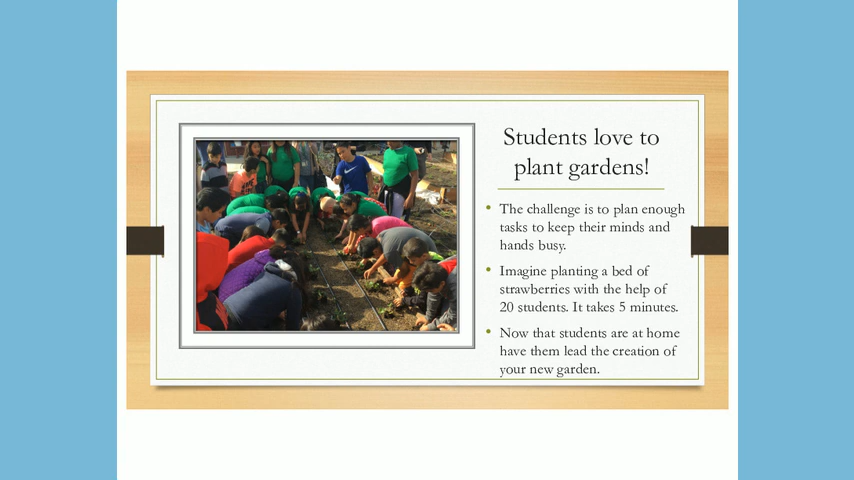 Students love to
plant gardens!
• The challenge is to plan enough
tasks to keep their minds and
hands busy.
• Imagine planting a bed of
strawberries with the help of
20 students. It takes 5 minutes.
• Now that students are at home
have them lead the creation of
your new garden.